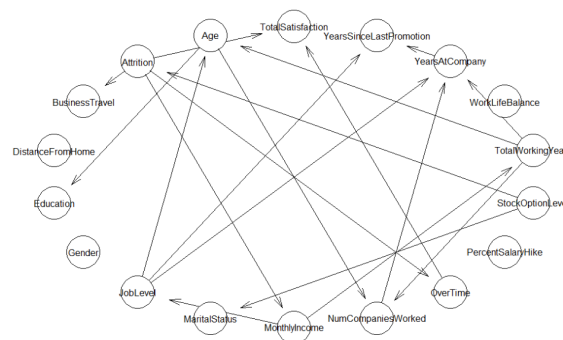 TotalSatisfaction
Age
YearsSinceLastPromotion
Attrition
YearsAtCompany
BusinessTravel
WorkLifeBalance
DistanceFromHome
TotalWorkingYea
Education
StockOptionLeve
Gender
PercentSalaryHike
JobLevel
OverTime
MaritalStatus
MonthlyIncome
NumCompaniesWorked